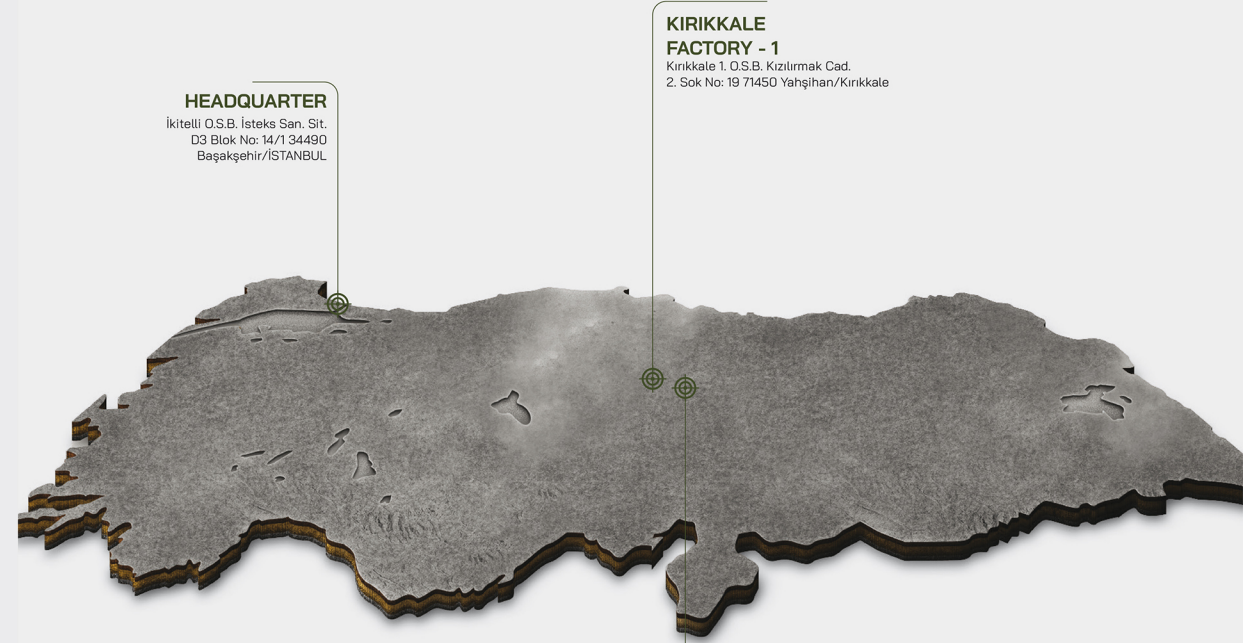 KIRIKKALE
FACTORY - 1
Kırıkkale 1. O.S.B. Kızılırmak Cad.
2. Sok No: 19 71450 Yahşihan/Kırıkkale
HEADQUARTER
İkitelli O.S.B. İsteks San. Sit.
D3 Blok No: 14/1 34490
Başakşehir/İSTANBUL